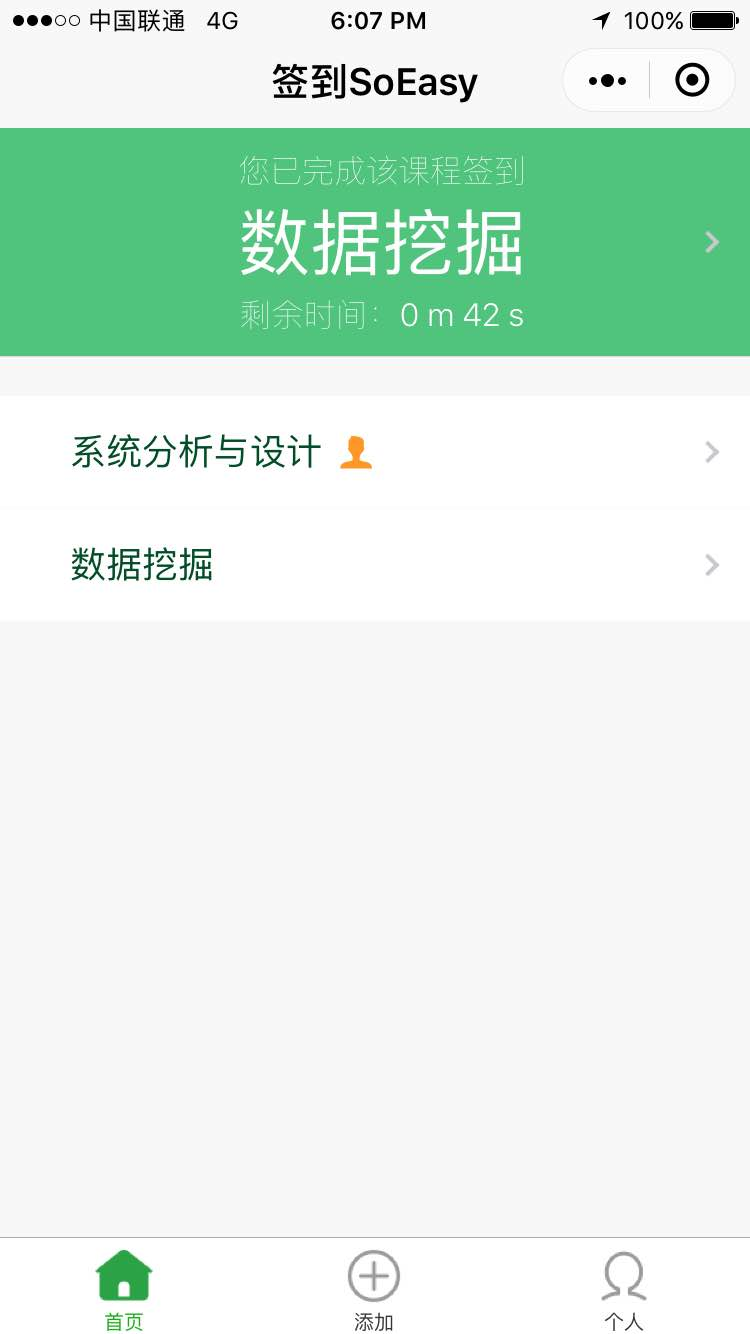 中国联通 4G 6:07 PM 100%
签到SoEasy
您已完成该课程签到
数据挖掘
剩余时间：0 m 42 s
系统分析与设计
数据挖掘
首页 添加 个人